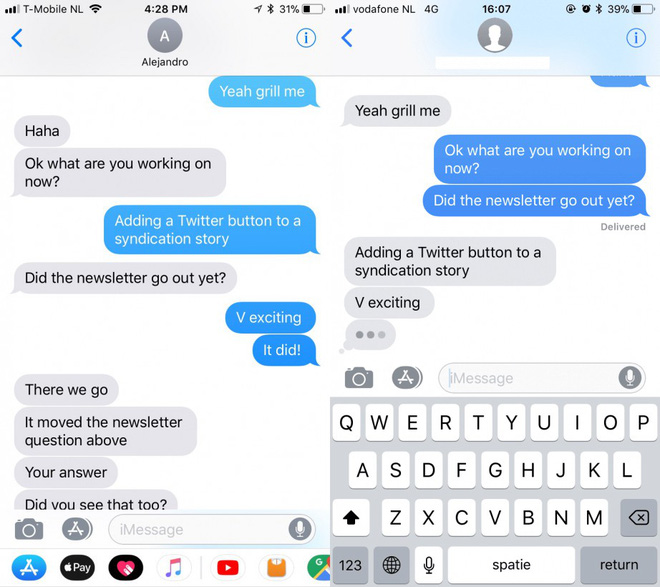 T-Mobile NL
4:28 PM
31%
A
Alejandro
Yeah grill me
Haha
Ok what are you working on
now?
Adding a Twitter button to a
syndication story
Did the newsletter go out yet?
V exciting
It did!
There we go
It moved the newsletter
question above
Your answer
Did you see that too?
iMessage
Pay
vodafone NL 4G
16:07
39%
Yeah grill me
Ok what are you working on
now?
Did the newsletter go out yet?
Delivered
Adding a Twitter button to a
syndication story
V exciting
iMessage
Q W E R T Y U I O P
A S D F G H J K L
Z X C V B N M
123 spatie return